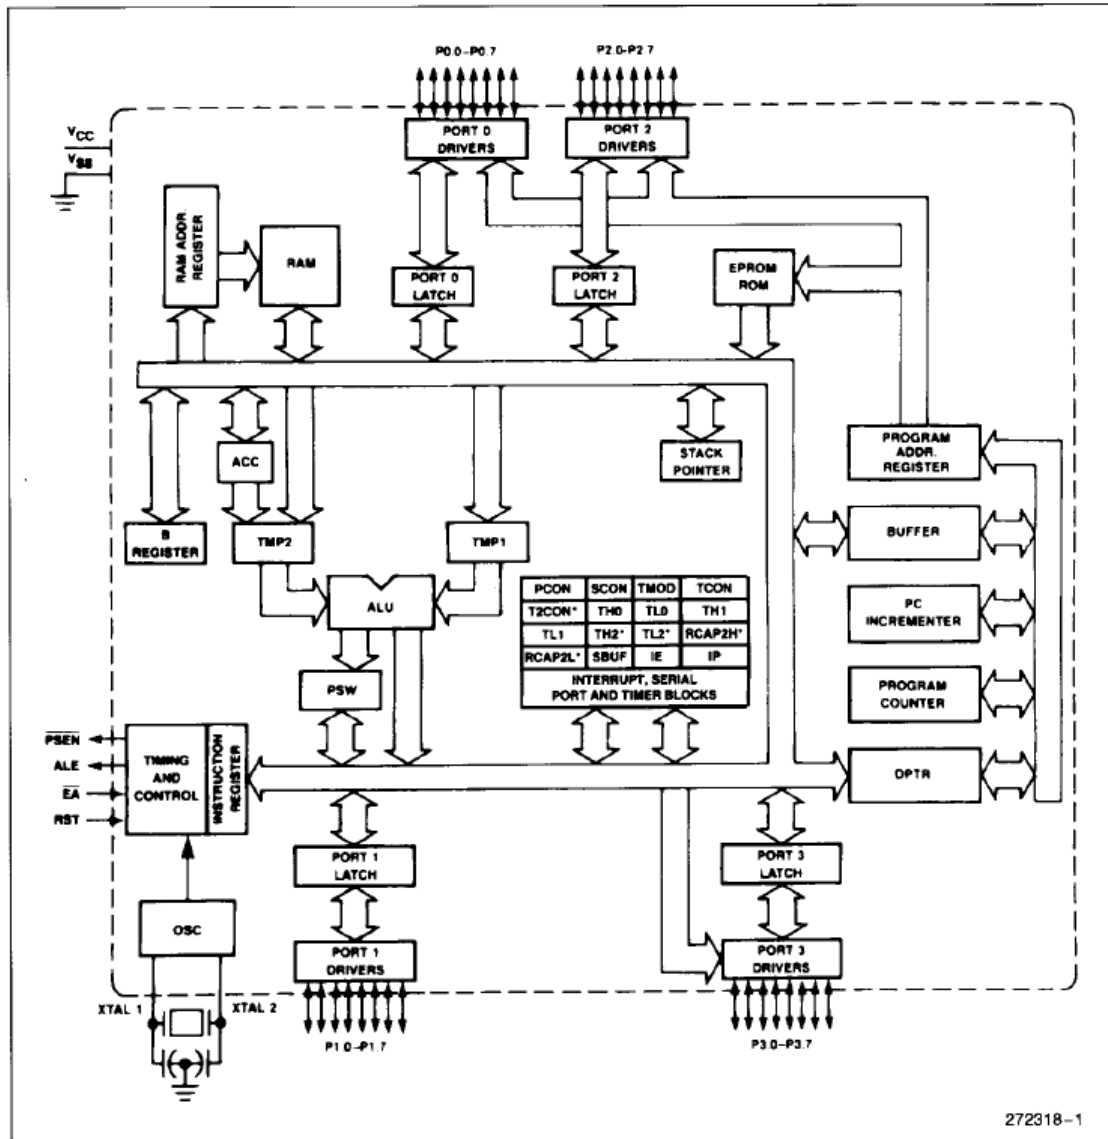 P0.0–P0.7
P2.0–P2.7
VCC
VSS
PORT 0
DRIVERS
PORT 2
DRIVERS
RAM ADDR.
REGISTER
RAM
PORT 0
LATCH
PORT 2
LATCH
EPROM
ROM
ACC
STACK
POINTER
PROGRAM
ADDR.
REGISTER
B
REGISTER
TMP2
TMP1
BUFFER
ALU
PCON SCON TMOD TCON
T2CON* TH0 TL0 TH1
TL1 TH2* TL2* RCAP2H*
RCAP2L* SBUF IE IP
INTERRUPT, SERIAL
PORT AND TIMER BLOCKS
PC
INCREMENTER
PSW
PROGRAM
COUNTER
PSEN
ALE
EA
RST
TIMING
AND
CONTROL
INSTRUCTION
REGISTER
DPTR
PORT 1
LATCH
PORT 3
LATCH
OSC
PORT 1
DRIVERS
PORT 3
DRIVERS
XTAL 1
XTAL 2
P1.0–P1.7
P3.0–P3.7
272318–1